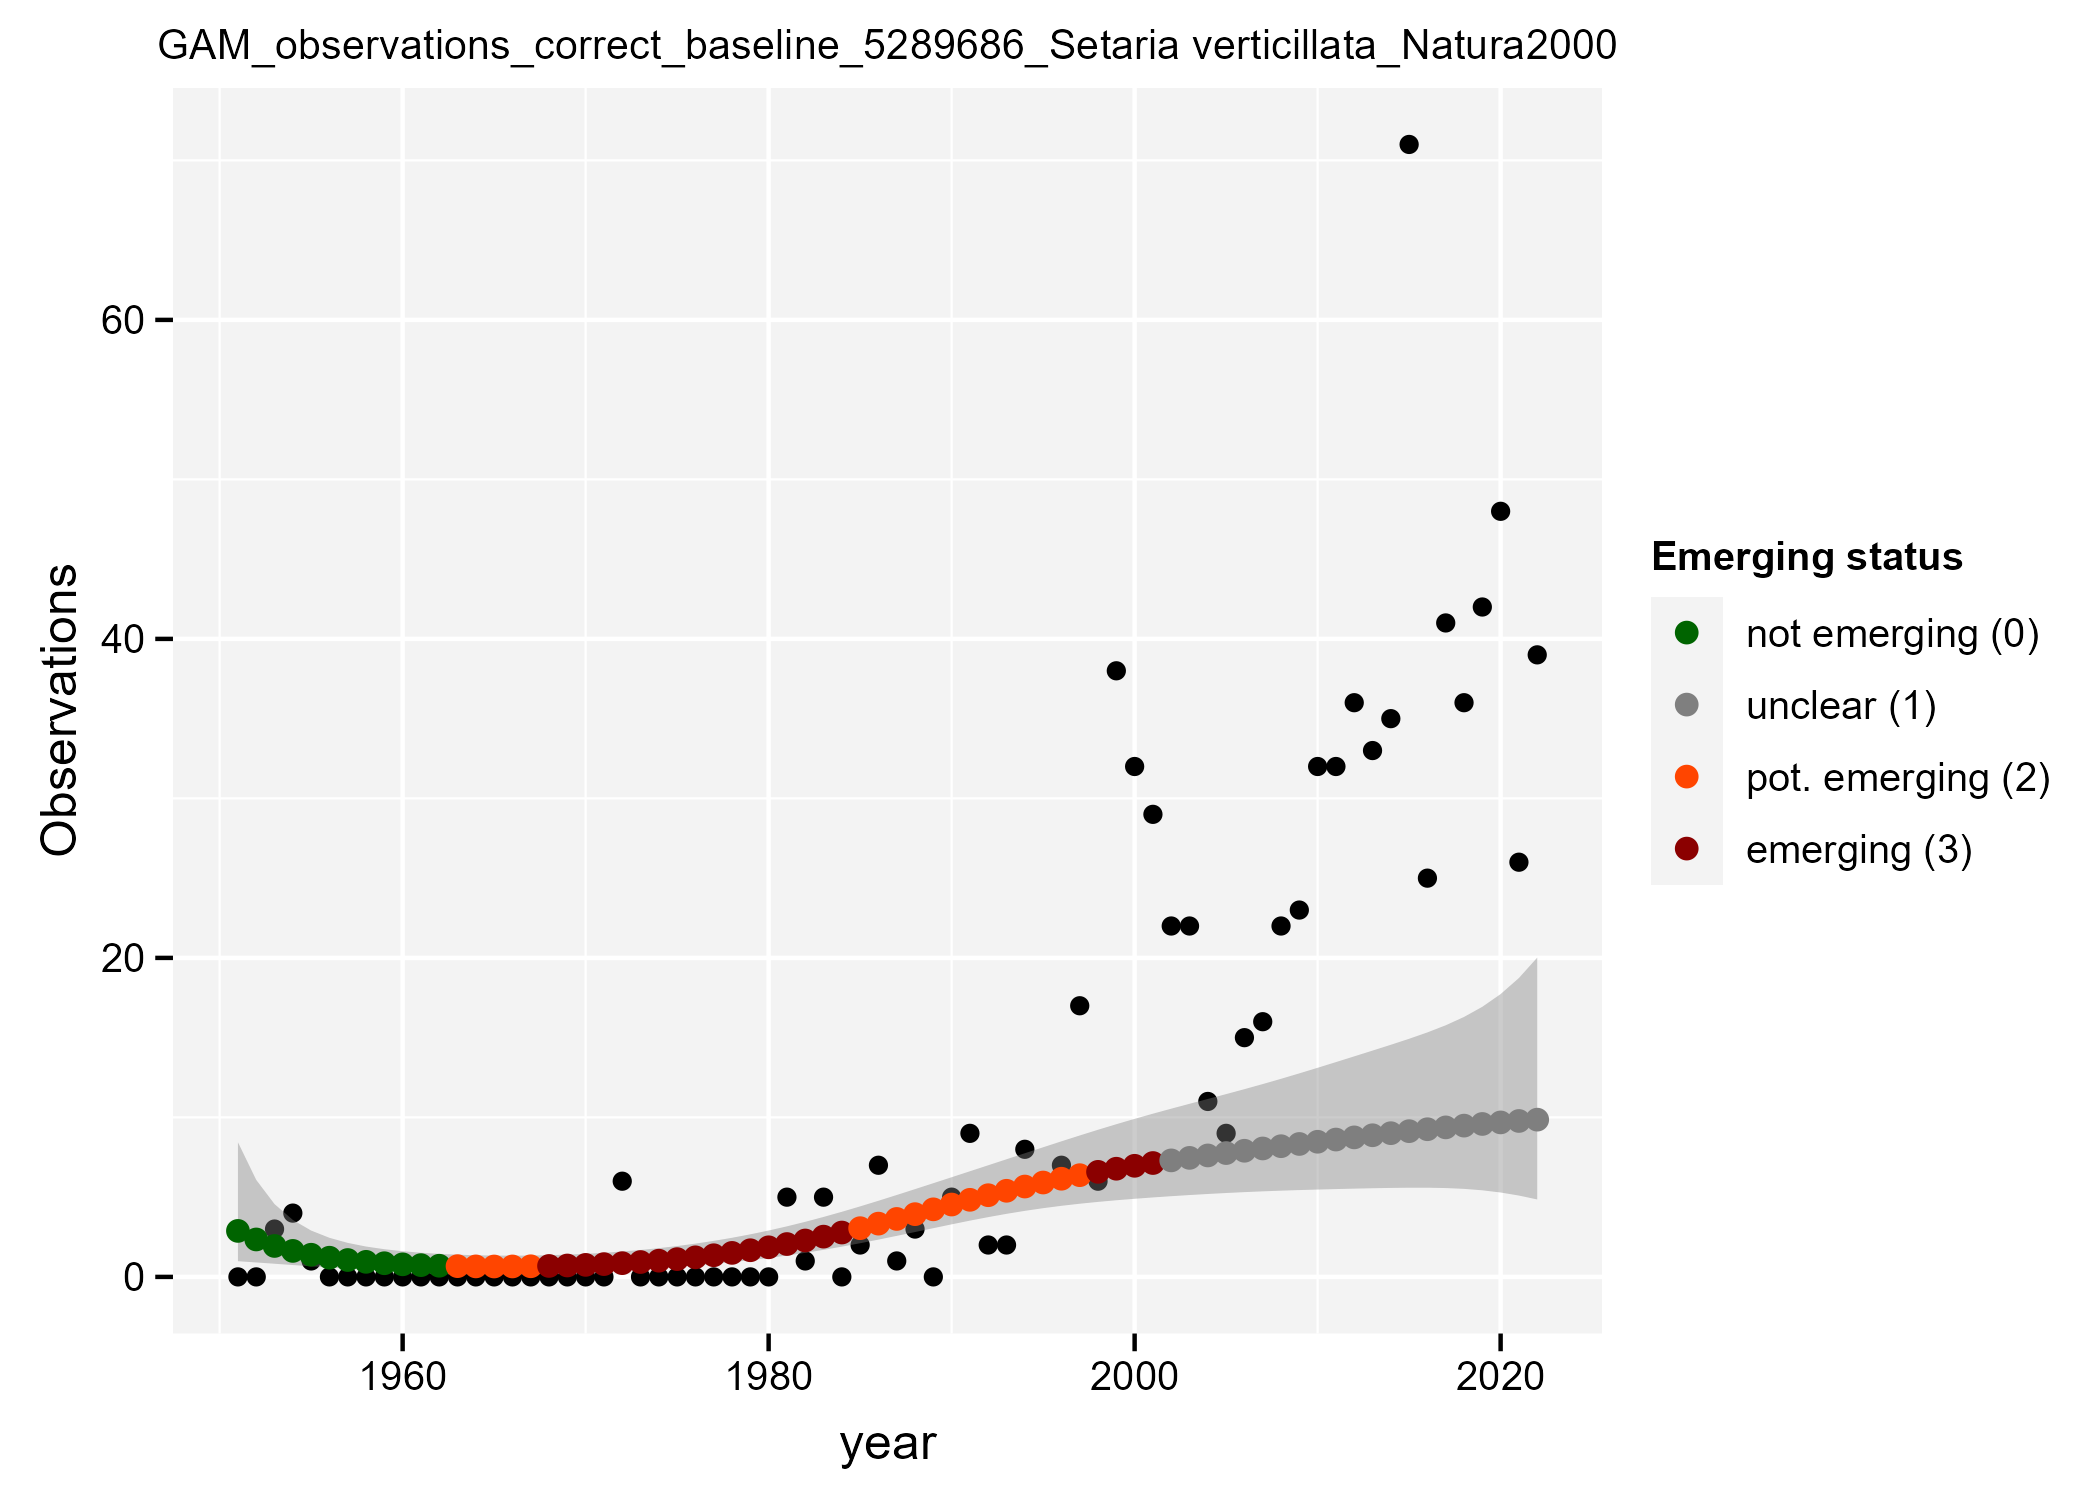 GAM_observations_correct_baseline_5289686_Setaria verticillata_Natura2000
Observations
60
40
20
0
1960
1980
2000
2020
year
Emerging status
not emerging (0)
unclear (1)
pot. emerging (2)
emerging (3)